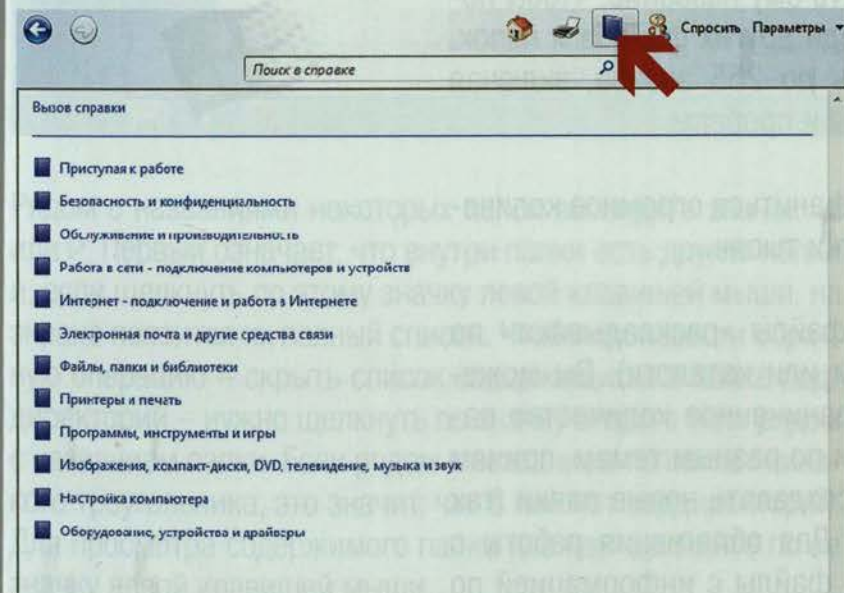 Спросить Параметры
Поиск в справке
Вызов справки
Приступая к работе
Безопасность и конфиденциальность
Обслуживание и производительность
Работа в сети - подключение компьютеров и устройств
Интернет - подключение и работа в Интернете
Электронная почта и другие средства связи
Файлы, папки и библиотеки
Принтеры и печать
Программы, инструменты и игры
Изображения, компакт-диски, DVD, телевидение, музыка и звук
Настройка компьютера
Оборудование, устройства и драйверы